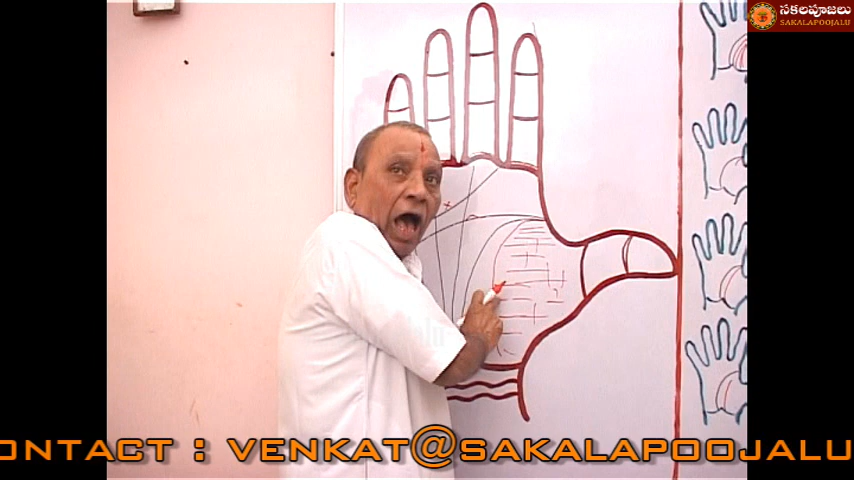 సకలపూజలు
SAKALAPOOJALU
ONTACT : VENKAT@SAKALAPOOJALU